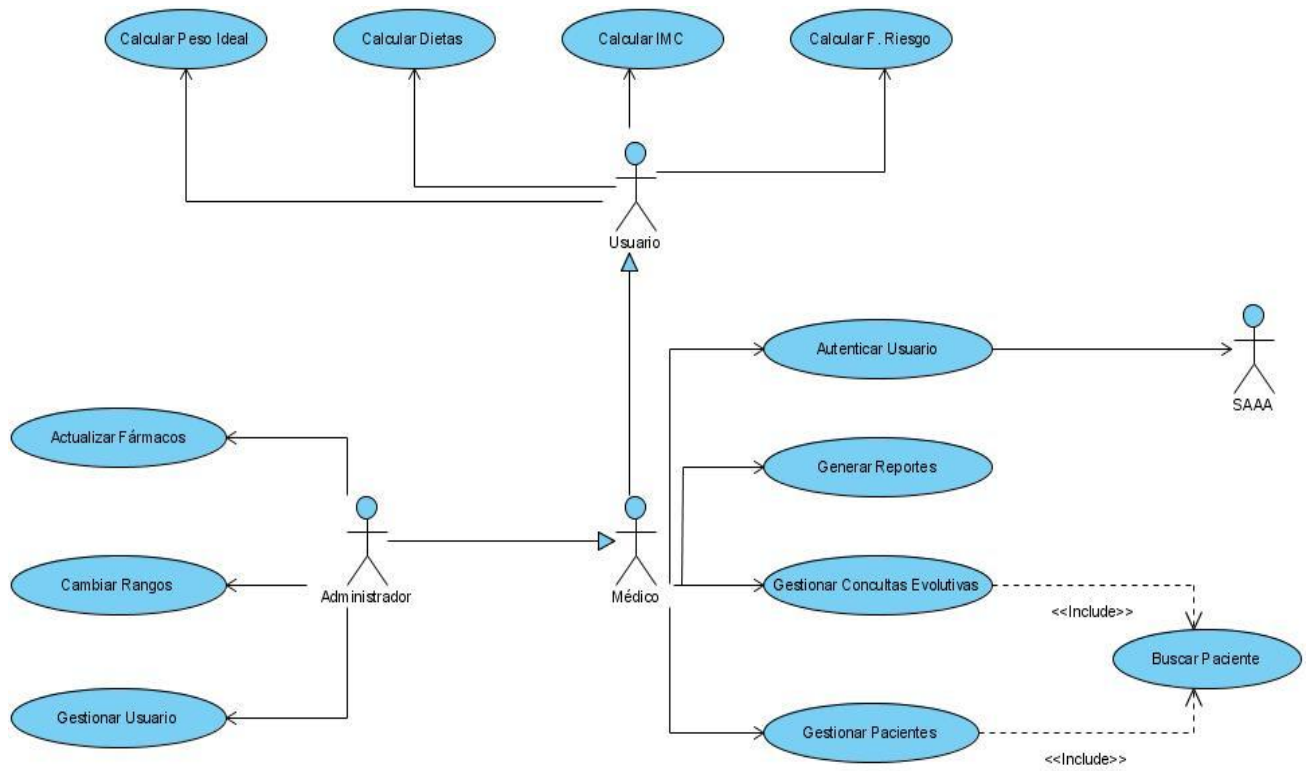 Calcular Peso Ideal
Calcular Dietas
Calcular IMC
Calcular F. Riesgo
Usuario
Autenticar Usuario
SAAA
Actualizar Fármacos
Generar Reportes
Cambiar Rangos
Administrador
Médico
Gestionar Concultas Evolutivas
<<Include>>
Buscar Paciente
Gestionar Usuario
Gestionar Pacientes
<<Include>>